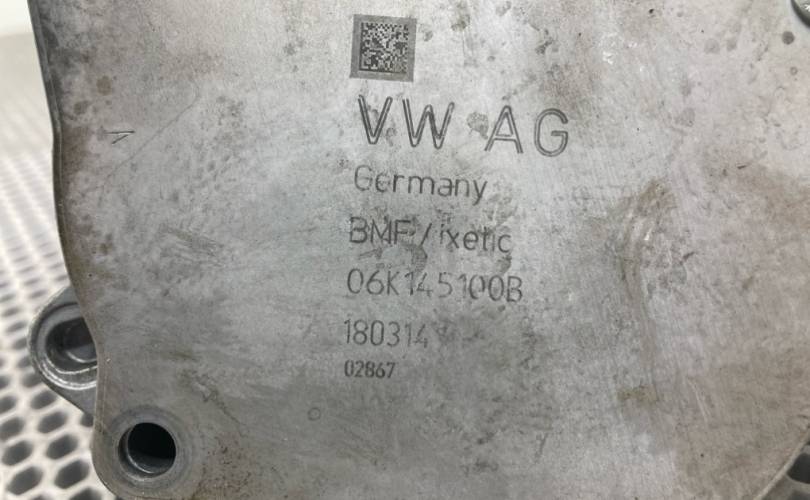 VW AG
Germany
BMF/ixetic
06K145100B
180314
02867